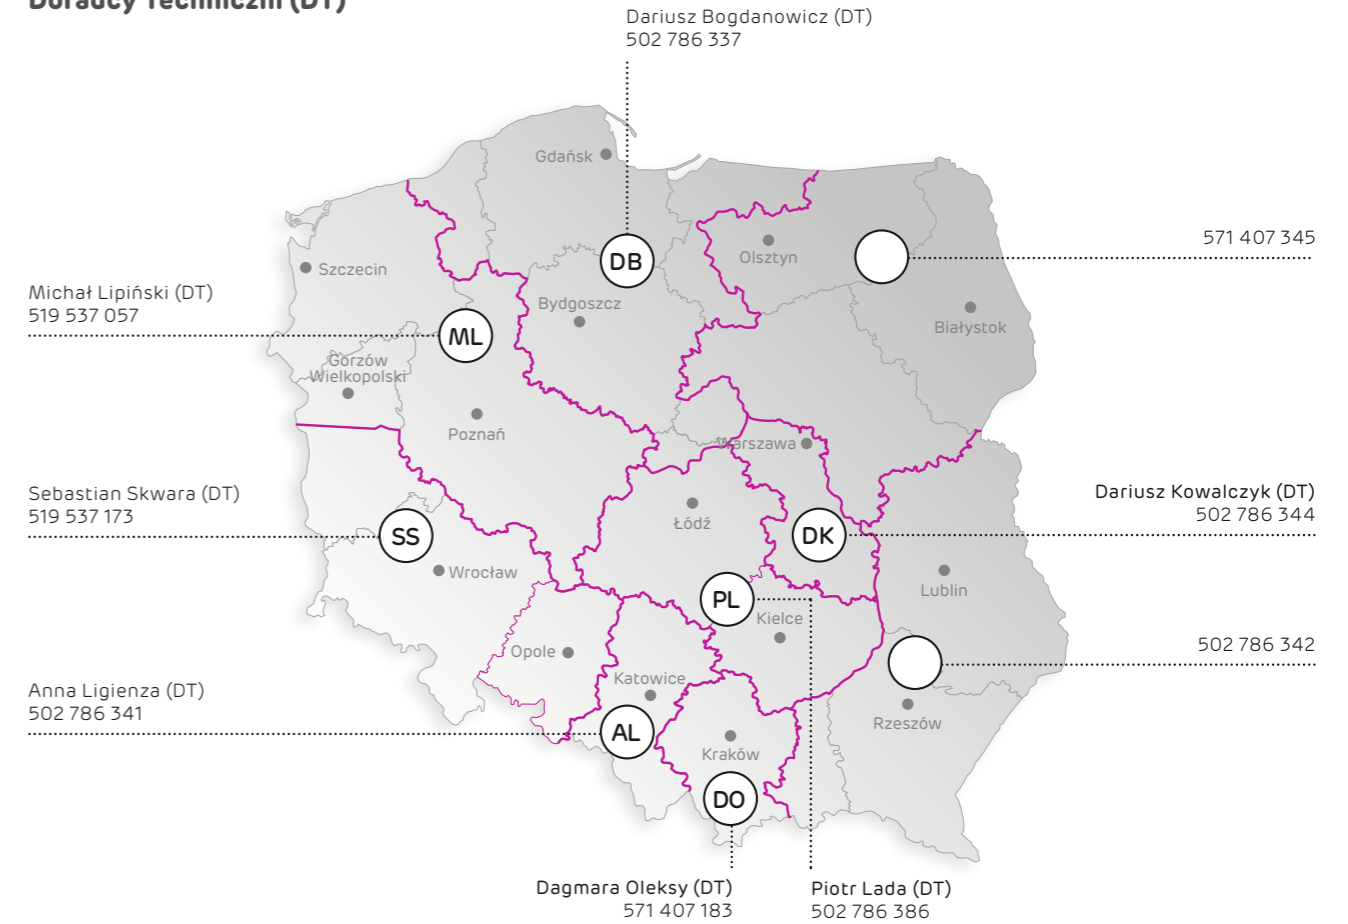 Doradcy Techniczni (DT)
Dariusz Bogdanowicz (DT)
502 786 337
Gdańsk
DB
Olsztyn
571 407 345
Szczecin
Michał Lipiński (DT)
519 537 057
Bydgoszcz
Białystok
ML
Gorzów
Wielkopolski
Poznań
Warszawa
Sebastian Skwara (DT)
519 537 173
Dariusz Kowalczyk (DT)
502 786 344
Łódź
SS
DK
Wrocław
Lublin
PL
Kielce
502 786 342
Opole
Katowice
Anna Ligienza (DT)
502 786 341
Rzeszów
AL
Kraków
DO
Dagmara Oleksy (DT)
571 407 183
Piotr Lada (DT)
502 786 386